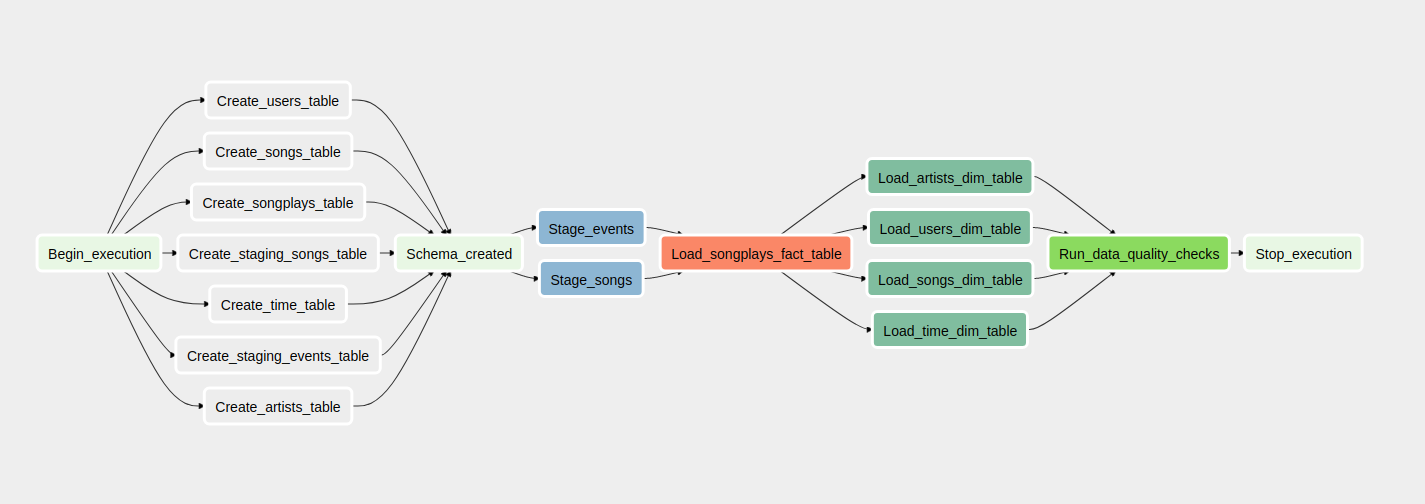 Begin_execution
Create_users_table
Create_songs_table
Create_songplays_table
Create_staging_songs_table
Create_time_table
Create_staging_events_table
Create_artists_table
Schema_created
Stage_events
Stage_songs
Load_songplays_fact_table
Load_artists_dim_table
Load_users_dim_table
Load_songs_dim_table
Load_time_dim_table
Run_data_quality_checks
Stop_execution